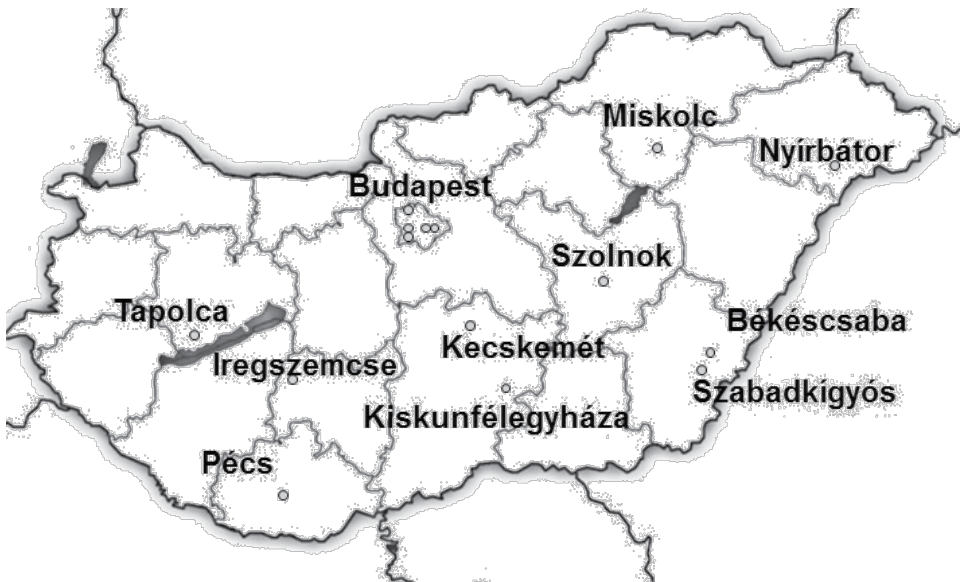 Miskolc
Nyírbátor
Budapest
Szolnok
Tapolca
Békéscsaba
Kecskemét
Iregszemcse
Szabadkígyós
Kiskunfélegyháza
Pécs